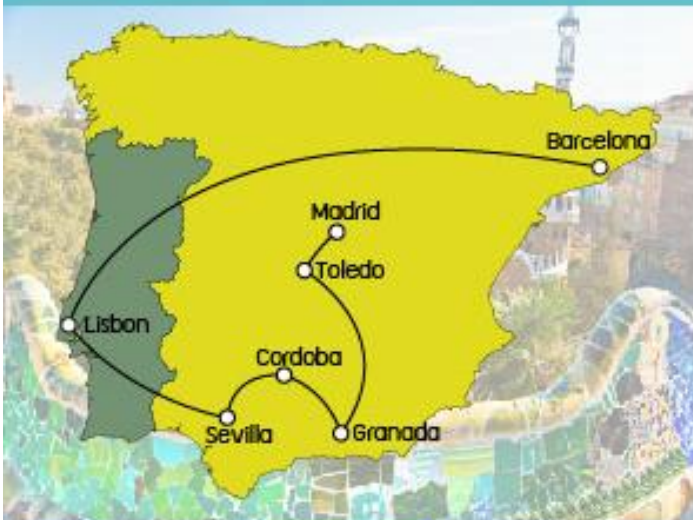 Barcelona
Madrid
Toledo
Lisbon
Cordoba
Sevilla
Granada